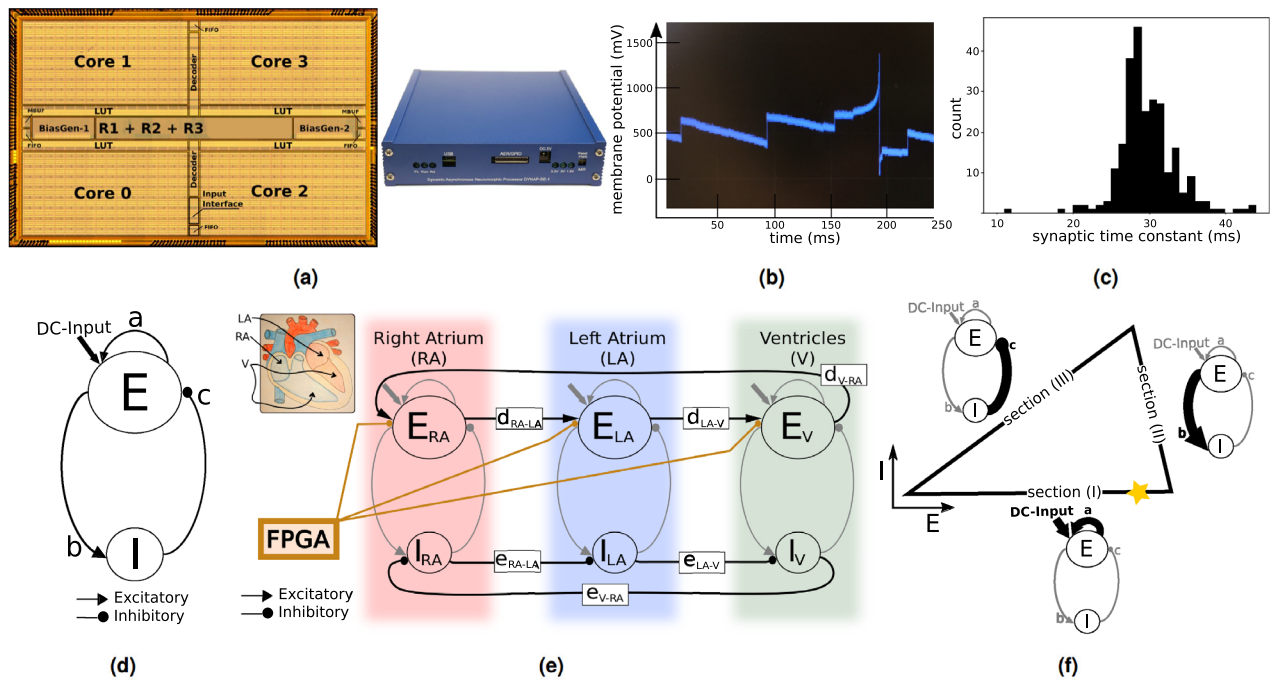 FIFO
Core 1
Decoder
Core 3
MBUF
LUT
LUT
MBUF
BiasGen-1
R1 + R2 + R3
BiasGen-2
FIFO
FIFO
Core 0
Decoder
Core 2
Input
Interface
FIFO
USB
AER/GPIO
(a)
membrane potential (mV)
1500
1000
500
0
50
100
150
200
250
time (ms)
(b)
count
40
30
20
10
0
10
20
30
40
synaptic time constant (ms)
(c)
DC-Input
a
E
c
b
I
Excitatory
Inhibitory
(d)
LA
RA
V
Right Atrium
(RA)
Left Atrium
(LA)
Ventricles
(V)
dV-RA
ERA
dRA-LA
ELA
dLA-V
EV
FPGA
IRA
eRA-LA
ILA
eLA-V
IV
eV-RA
Excitatory
Inhibitory
(e)
DC-Input
a
E
c
b
I
section (III)
section (II)
DC-Input
a
E
c
b
I
I
E
section (I)
DC-Input
a
E
c
b
I
(f)